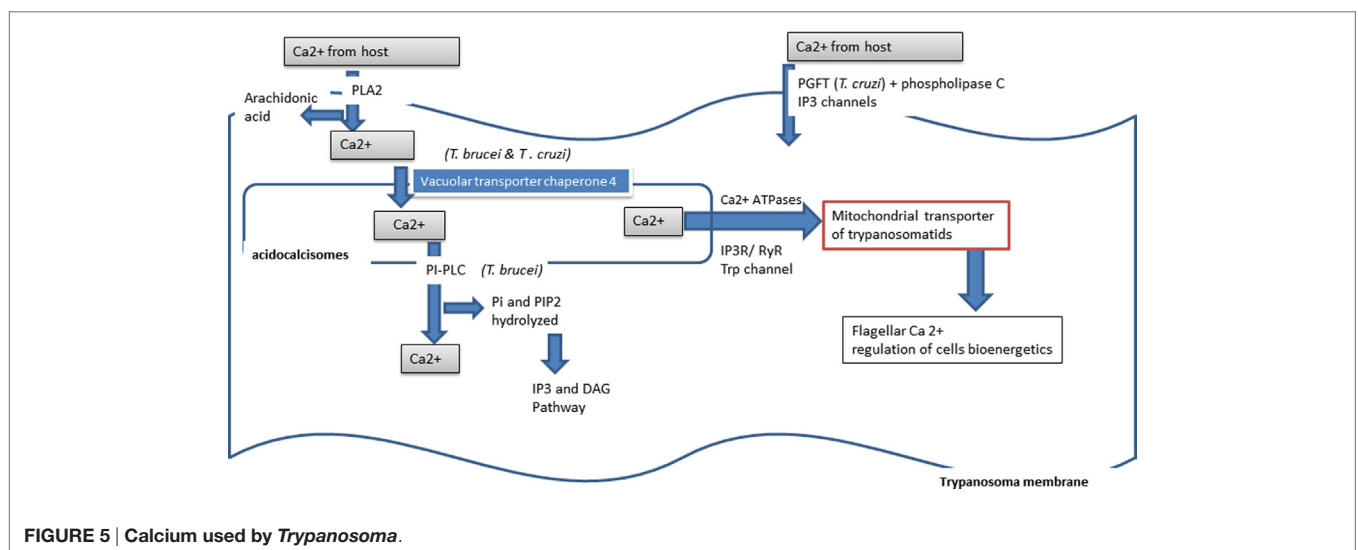 Ca2+ from host
Ca2+ from host
PLA2
Arachidonic
acid
PGFT (T. cruzi) + phospholipase C
IP3 channels
Ca2+
(T. brucei & T. cruzi)
Vacuolar transporter chaperone 4
Ca2+
Ca2+
Ca2+ ATPases
IP3R/ RyR
Trp channel
Mitochondrial transporter
of trypanosomatids
acidocalcisomes
PI-PLC (T. brucei)
Pi and PIP2
hydrolyzed
Ca2+
IP3 and DAG
Pathway
Flagellar Ca 2+
regulation of cells bioenergetics
Trypanosoma membrane
FIGURE 5 | Calcium used by Trypanosoma.